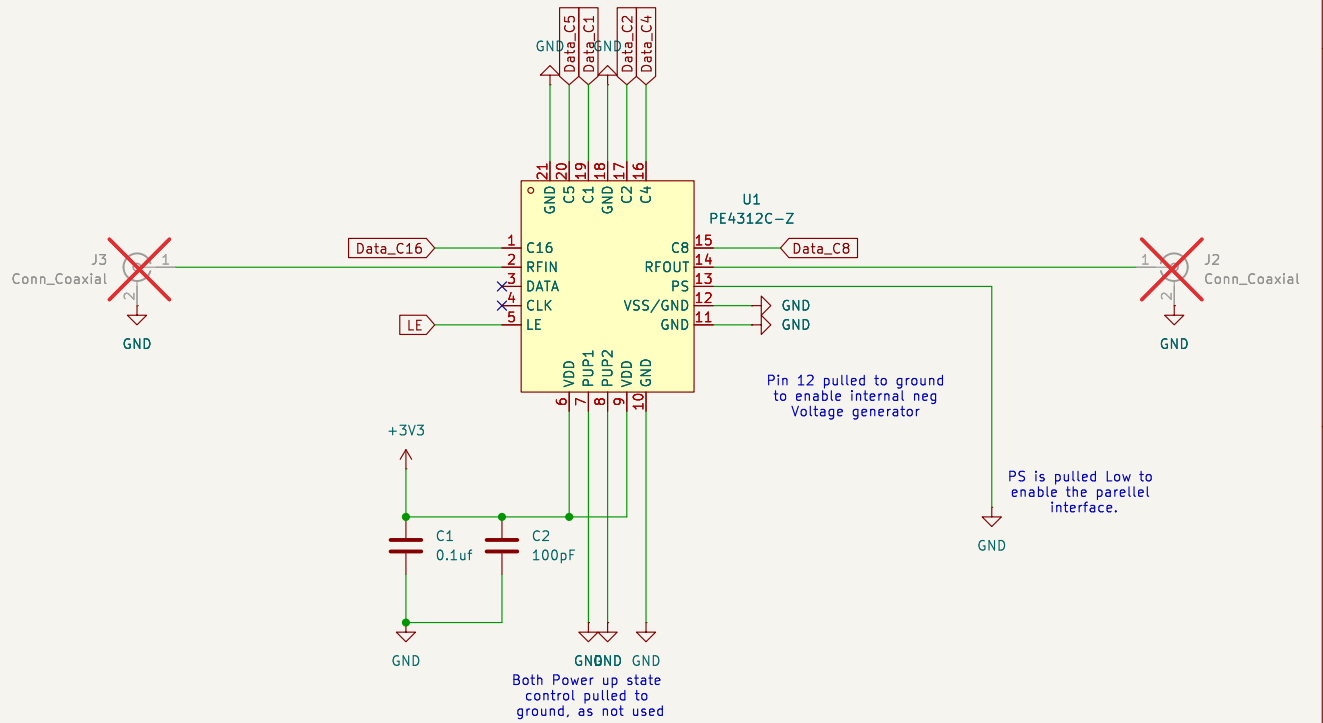 Data_C5
Data_C1
Data_C2
Data_C4
GND
GND
21
20
19
18
17
16
GND
C5
C1
GND
C2
C4
U1
PE4312C-Z
J3
Conn_Coaxial
1
2
GND
Data_C16
1
C16
2
RFIN
3
DATA
4
CLK
LE
5
LE
C8
15
Data_C8
RFOUT
14
PS
13
VSS/GND
12
GND
GND
11
GND
1
J2
Conn_Coaxial
2
GND
VDD
PUP1
PUP2
VDD
GND
6
7
8
9
10
Pin 12 pulled to ground
to enable internal neg
Voltage generator
+3V3
PS is pulled Low to
enable the parellel
interface.
GND
C1
0.1uf
C2
100pF
GND
GND
GND
GND
Both Power up state
control pulled to
ground, as not used